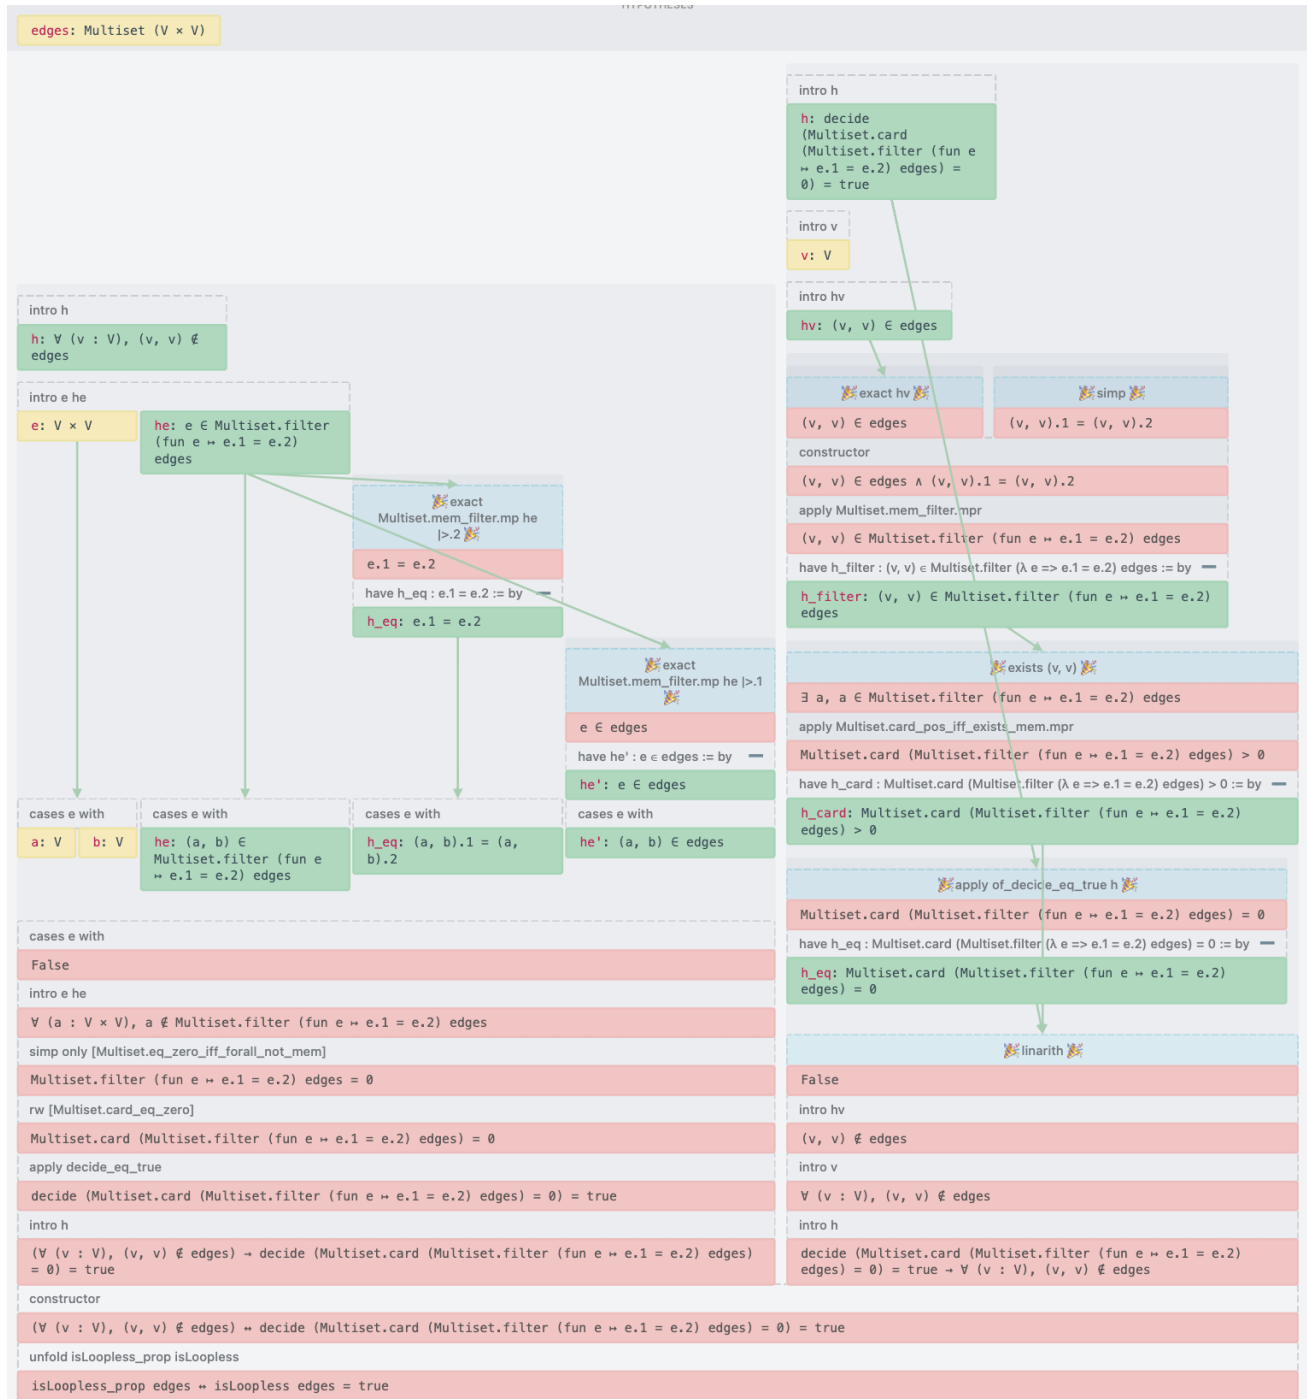 HYPOTHESES
edges: Multiset (V × V)
intro h
h: decide
(Multiset.card
(Multiset.filter (fun e
↦ e.1 = e.2) edges) =
0) = true
intro v
v: V
intro hv
hv: (v, v) ∈ edges
intro h
h: ∀ (v : V), (v, v) ∉
edges
intro e he
e: V × V
he: e ∈ Multiset.filter
(fun e ↦ e.1 = e.2)
edges
🎉exact hv🎉
(v, v) ∈ edges
🎉simp🎉
(v, v).1 = (v, v).2
constructor
(v, v) ∈ edges ∧ (v, v).1 = (v, v).2
apply Multiset.mem_filter.mpr
(v, v) ∈ Multiset.filter (fun e ↦ e.1 = e.2) edges
have h_filter : (v, v) ∈ Multiset.filter (λ e => e.1 = e.2) edges := by
h_filter: (v, v) ∈ Multiset.filter (fun e ↦ e.1 = e.2)
edges
🎉exact
Multiset.mem_filter.mp he
|>.2🎉
e.1 = e.2
have h_eq : e.1 = e.2 := by
h_eq: e.1 = e.2
🎉exact
Multiset.mem_filter.mp he |>.1
🎉
e ∈ edges
have he' : e ∈ edges := by
he': e ∈ edges
🎉exists (v, v)🎉
∃ a, a ∈ Multiset.filter (fun e ↦ e.1 = e.2) edges
apply Multiset.card_pos_iff_exists_mem.mpr
Multiset.card (Multiset.filter (fun e ↦ e.1 = e.2) edges) > 0
have h_card : Multiset.card (Multiset.filter (λ e => e.1 = e.2) edges) > 0 := by
h_card: Multiset.card (Multiset.filter (fun e ↦ e.1 = e.2)
edges) > 0
cases e with
a: V
b: V
cases e with
he: (a, b) ∈
Multiset.filter (fun e
↦ e.1 = e.2) edges
cases e with
h_eq: (a, b).1 = (a,
b).2
cases e with
he': (a, b) ∈ edges
🎉apply of_decide_eq_true h🎉
Multiset.card (Multiset.filter (fun e ↦ e.1 = e.2) edges) = 0
have h_eq : Multiset.card (Multiset.filter (λ e => e.1 = e.2) edges) = 0 := by
h_eq: Multiset.card (Multiset.filter (fun e ↦ e.1 = e.2)
edges) = 0
cases e with
False
intro e he
∀ (a : V × V), a ∉ Multiset.filter (fun e ↦ e.1 = e.2) edges
simp only [Multiset.eq_zero_iff_forall_not_mem]
Multiset.filter (fun e ↦ e.1 = e.2) edges = 0
rw [Multiset.card_eq_zero]
Multiset.card (Multiset.filter (fun e ↦ e.1 = e.2) edges) = 0
apply decide_eq_true
decide (Multiset.card (Multiset.filter (fun e ↦ e.1 = e.2) edges) = 0) = true
intro h
(∀ (v : V), (v, v) ∉ edges) → decide (Multiset.card (Multiset.filter (fun e ↦ e.1 = e.2) edges)
= 0) = true
🎉linarith🎉
False
intro hv
(v, v) ∉ edges
intro v
∀ (v : V), (v, v) ∉ edges
intro h
decide (Multiset.card (Multiset.filter (fun e ↦ e.1 = e.2)
edges) = 0) = true → ∀ (v : V), (v, v) ∉ edges
constructor
(∀ (v : V), (v, v) ∉ edges) ↔ decide (Multiset.card (Multiset.filter (fun e ↦ e.1 = e.2) edges) = 0) = true
unfold isLoopless_prop isLoopless
isLoopless_prop edges ↔ isLoopless edges = true